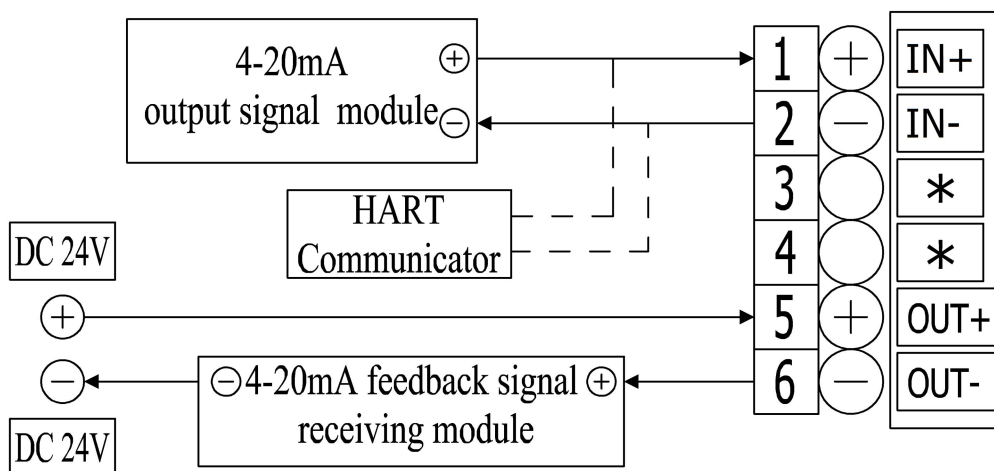 4-20mA
output signal module
+
−
1 + IN+
2 − IN-
3 *
4 *
5 + OUT+
6 − OUT-
HART
Communicator
DC 24V
+
−
DC 24V
− 4-20mA feedback signal +
receiving module